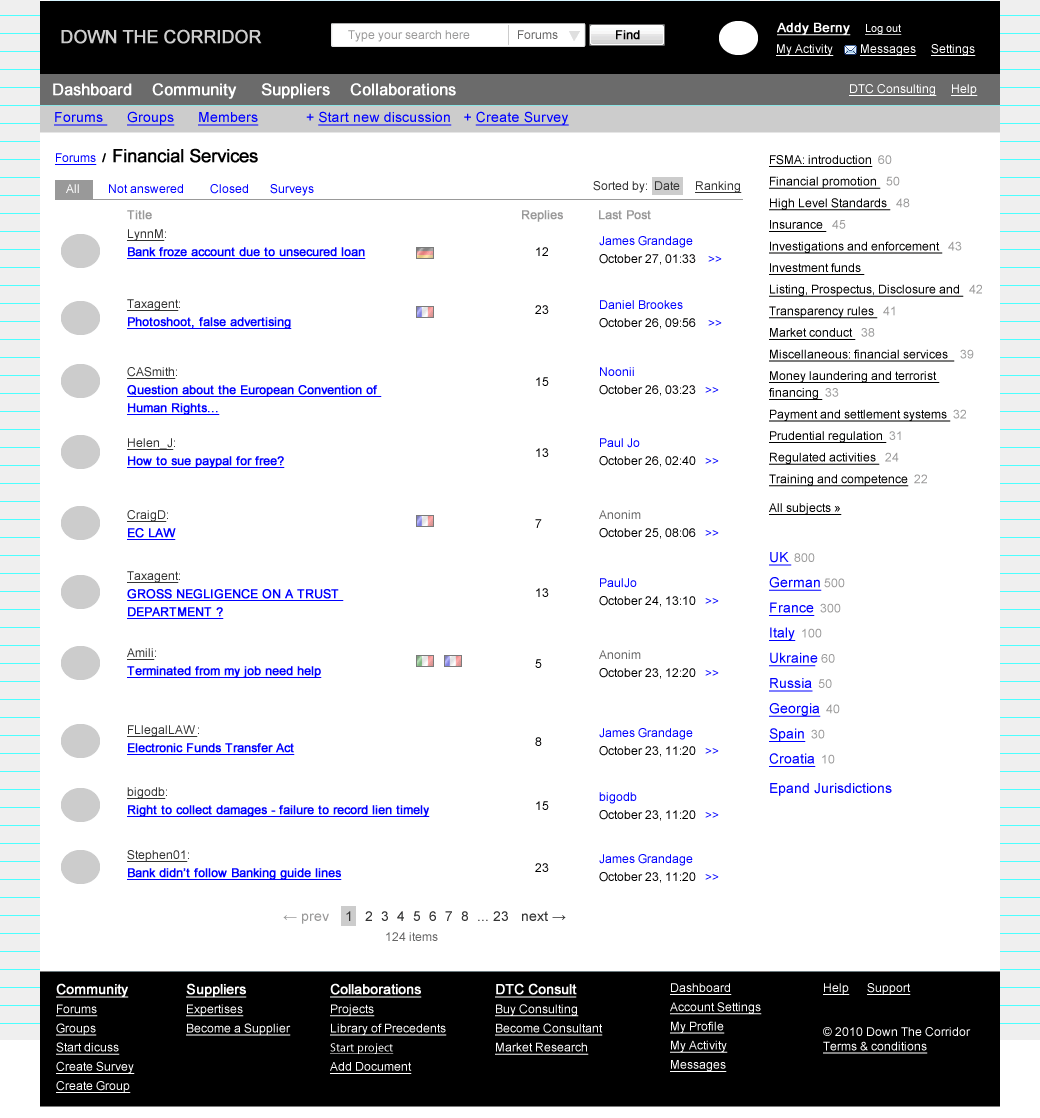 DOWN THE CORRIDOR
Type your search here
Forums
Find
Addy Berny Log out
My Activity Messages Settings
Dashboard Community Suppliers Collaborations
DTC Consulting Help
Forums Groups Members + Start new discussion + Create Survey
Forums / Financial Services
All Not answered Closed Surveys
Sorted by: Date Ranking
Title Replies Last Post
LynnM:
Bank froze account due to unsecured loan
12
James Grandage
October 27, 01:33 >>
Taxagent:
Photoshoot, false advertising
23
Daniel Brookes
October 26, 09:56 >>
CASmith:
Question about the European Convention of
Human Rights...
15
Noonii
October 26, 03:23 >>
Helen_J:
How to sue paypal for free?
13
Paul Jo
October 26, 02:40 >>
CraigD:
EC LAW
7
Anonim
October 25, 08:06 >>
Taxagent:
GROSS NEGLIGENCE ON A TRUST
DEPARTMENT ?
13
PaulJo
October 24, 13:10 >>
Amili:
Terminated from my job need help
5
Anonim
October 23, 12:20 >>
FLlegalLAW:
Electronic Funds Transfer Act
8
James Grandage
October 23, 11:20 >>
bigodb:
Right to collect damages - failure to record lien timely
15
bigodb
October 23, 11:20 >>
Stephen01:
Bank didn't follow Banking guide lines
23
James Grandage
October 23, 11:20 >>
← prev 1 2 3 4 5 6 7 8 ... 23 next →
124 items
FSMA: introduction 60
Financial promotion 50
High Level Standards 48
Insurance 45
Investigations and enforcement 43
Investment funds
Listing, Prospectus, Disclosure and 42
Transparency rules 41
Market conduct 38
Miscellaneous: financial services 39
Money laundering and terrorist
financing 33
Payment and settlement systems 32
Prudential regulation 31
Regulated activities 24
Training and competence 22
All subjects »
UK 800
German 500
France 300
Italy 100
Ukraine 60
Russia 50
Georgia 40
Spain 30
Croatia 10
Epand Jurisdictions
Community
Forums
Groups
Start dicuss
Create Survey
Create Group
Suppliers
Expertises
Become a Supplier
Collaborations
Projects
Library of Precedents
Start project
Add Document
DTC Consult
Buy Consulting
Become Consultant
Market Research
Dashboard
Account Settings
My Profile
My Activity
Messages
Help Support
© 2010 Down The Corridor
Terms & conditions